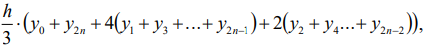 h/3 · (y₀ + y₂ₙ + 4(y₁ + y₃ + ... + y₂ₙ₋₁) + 2(y₂ + y₄... + y₂ₙ₋₂)),